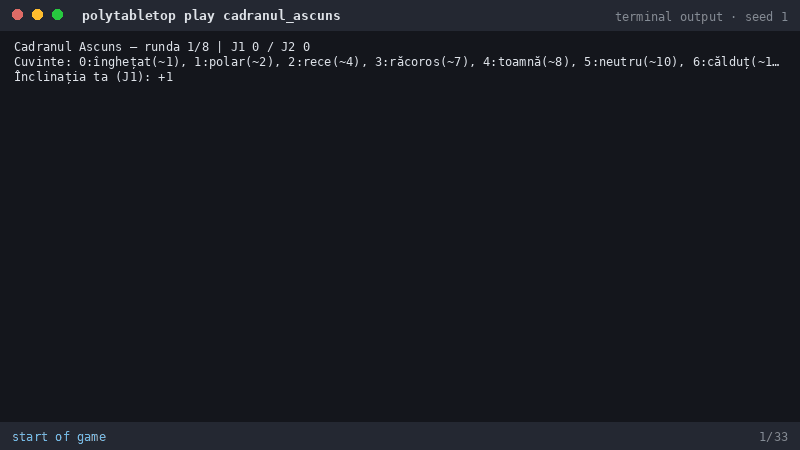 polytabletop play cadranul_ascuns
terminal output · seed 1
Cadranul Ascuns — runda 1/8 | J1 0 / J2 0
Cuvinte: 0:înghețat(~1), 1:polar(~2), 2:rece(~4), 3:răcoros(~7), 4:toamnă(~8), 5:neutru(~10), 6:călduț(~1…
Înclinația ta (J1): +1
start of game
1/33